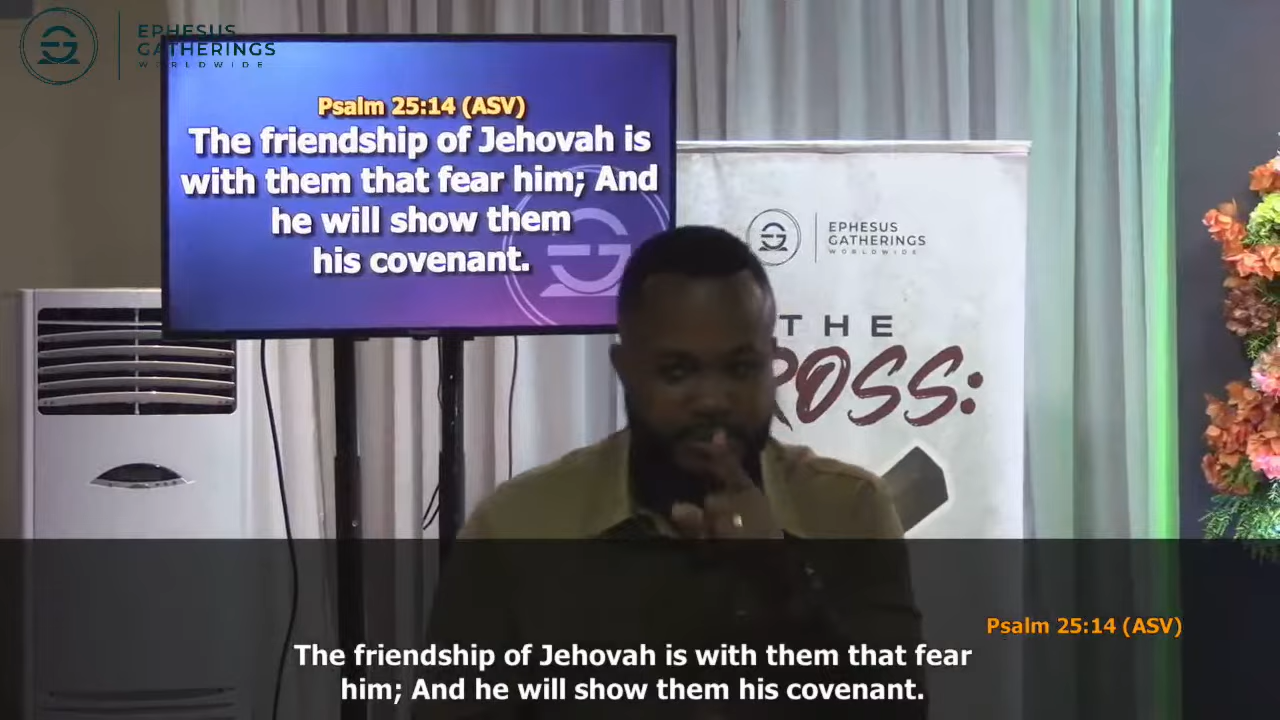 EPHESUS
GATHERINGS
WORLDWIDE
Psalm 25:14 (ASV)
The friendship of Jehovah is
with them that fear him; And
he will show them
his covenant.
EPHESUS
GATHERINGS
WORLDWIDE
THE
ROSS:
Psalm 25:14 (ASV)
The friendship of Jehovah is with them that fear
him; And he will show them his covenant.